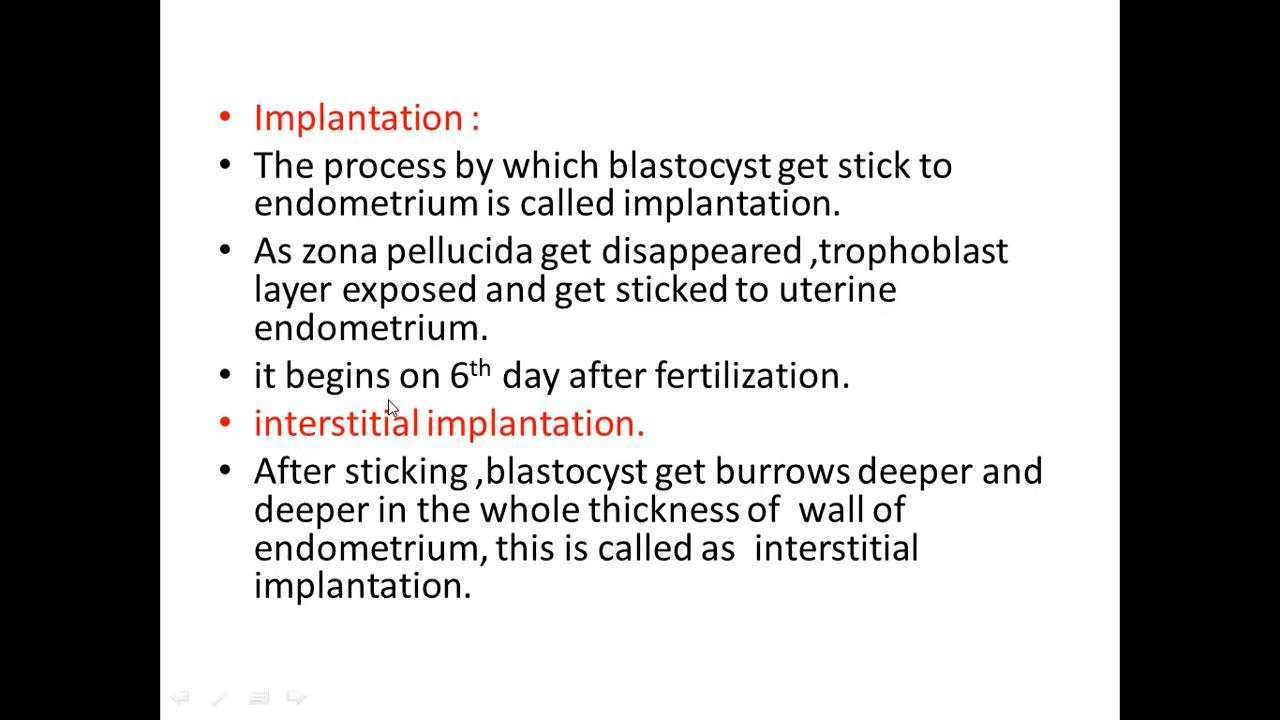 • Implantation :
• The process by which blastocyst get stick to
endometrium is called implantation.
• As zona pellucida get disappeared ,trophoblast
layer exposed and get sticked to uterine
endometrium.
• it begins on 6th day after fertilization.
• interstitial implantation.
• After sticking ,blastocyst get burrows deeper and
deeper in the whole thickness of wall of
endometrium, this is called as interstitial
implantation.